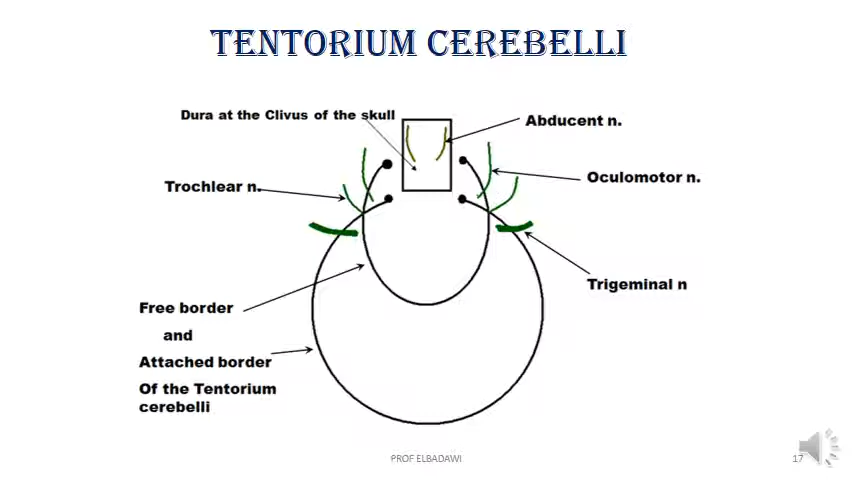 TENTORIUM CEREBELLI
Dura at the Clivus of the skull
Abducent n.
Trochlear n.
Oculomotor n.
Trigeminal n
Free border
and
Attached border
Of the Tentorium
cerebelli
PROF ELBADAWI
17